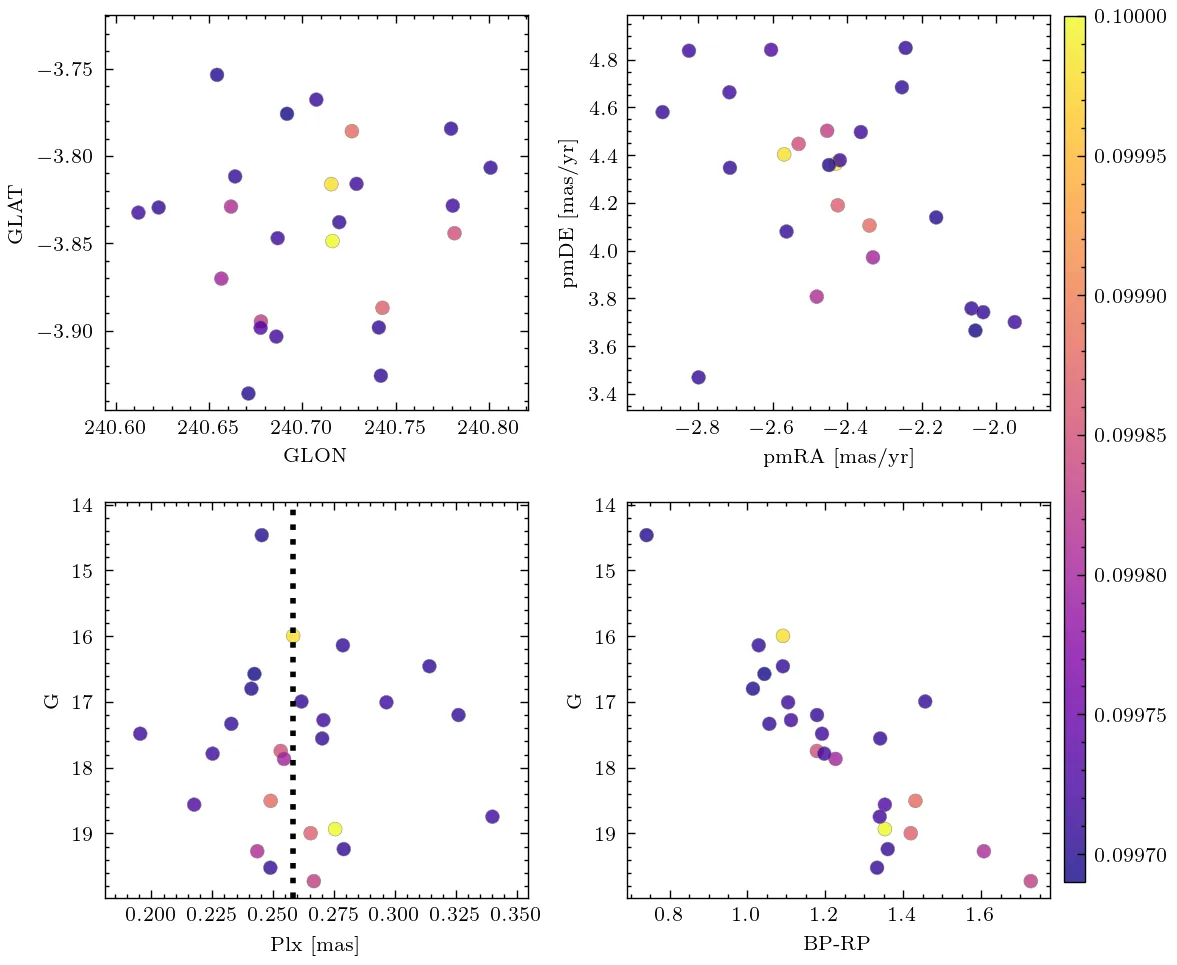 −3.75
−3.80
−3.85
−3.90
GLAT
240.60 240.65 240.70 240.75 240.80
GLON
4.8
4.6
4.4
4.2
4.0
3.8
3.6
3.4
pmDE [mas/yr]
−2.8 −2.6 −2.4 −2.2 −2.0
pmRA [mas/yr]
0.10000
0.09995
0.09990
0.09985
0.09980
0.09975
0.09970
14
15
16
17
18
19
G
0.200 0.225 0.250 0.275 0.300 0.325 0.350
Plx [mas]
14
15
16
17
18
19
G
0.8 1.0 1.2 1.4 1.6
BP-RP